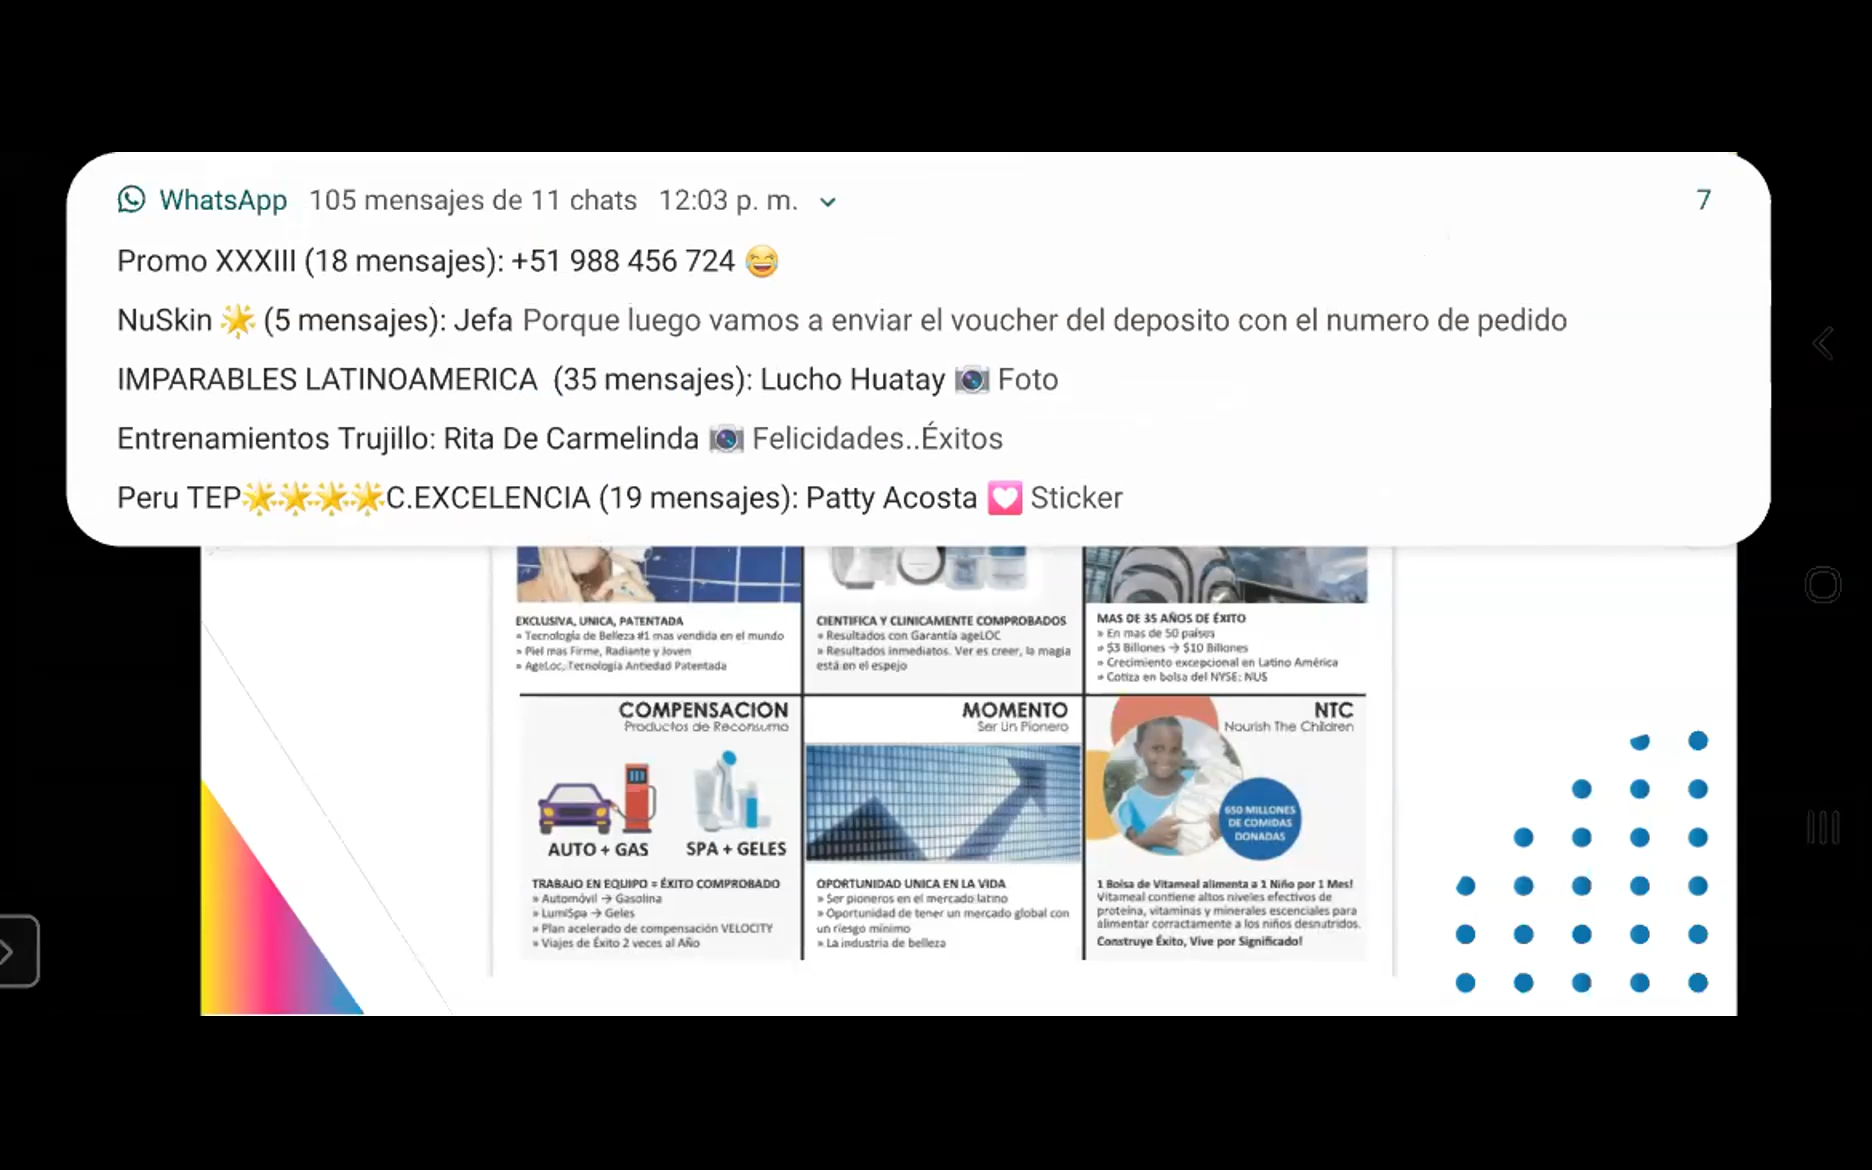 WhatsApp 105 mensajes de 11 chats 12:03 p. m. 7
Promo XXXIII (18 mensajes): +51 988 456 724 😂
NuSkin 🌟 (5 mensajes): Jefa Porque luego vamos a enviar el voucher del deposito con el numero de pedido
IMPARABLES LATINOAMERICA (35 mensajes): Lucho Huatay 📷 Foto
Entrenamientos Trujillo: Rita De Carmelinda 📷 Felicidades..Éxitos
Peru TEP🌟🌟🌟🌟C.EXCELENCIA (19 mensajes): Patty Acosta 💟 Sticker
EXCLUSIVA, UNICA, PATENTADA
» Tecnología de Belleza #1 mas vendida en el mundo
» Piel mas Firme, Radiante y Joven
» AgeLoc, Tecnología Antiedad Patentada
CIENTIFICA Y CLINICAMENTE COMPROBADOS
» Resultados con Garantía ageLOC
» Resultados inmediatos. Ver es creer, la magia
está en el espejo
MAS DE 35 AÑOS DE ÉXITO
» En mas de 50 países
» $3 Billones → $10 Billones
» Crecimiento excepcional en Latino América
» Cotiza en bolsa del NYSE: NUS
COMPENSACION
Productos de Reconsumo
AUTO + GAS SPA + GELES
TRABAJO EN EQUIPO = ÉXITO COMPROBADO
» Automóvil → Gasolina
» LumiSpa → Geles
» Plan acelerado de compensación VELOCITY
» Viajes de Éxito 2 veces al Año
MOMENTO
Ser Un Pionero
OPORTUNIDAD UNICA EN LA VIDA
» Ser pioneros en el mercado latino
» Oportunidad de tener un mercado global con
un riesgo mínimo
» La industria de belleza
NTC
Nourish The Children
650 MILLONES
DE COMIDAS
DONADAS
1 Bolsa de Vitameal alimenta a 1 Niño por 1 Mes!
Vitameal contiene altos niveles efectivos de
proteína, vitaminas y minerales escenciales para
alimentar correctamente a los niños desnutridos.
Construye Éxito, Vive por Significado!